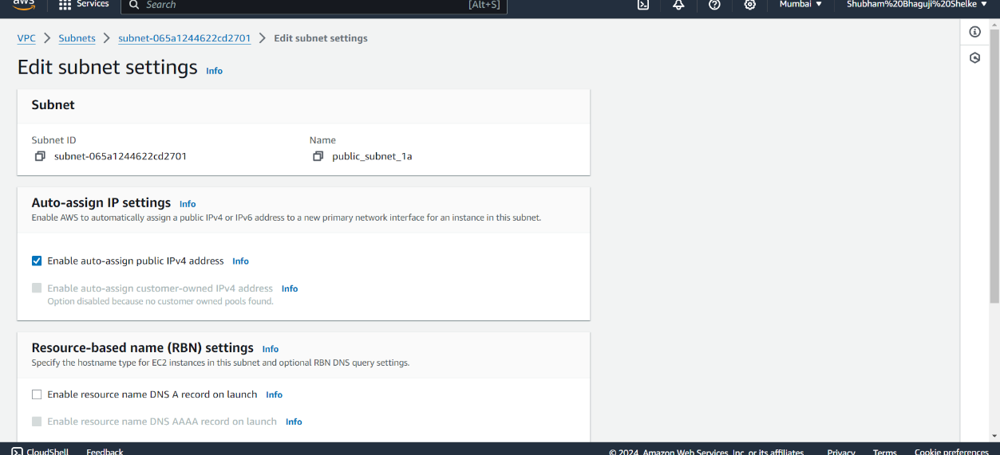 aws
Services
Search
[Alt+S]
Mumbai ▼
Shubham%20Bhaguji%20Shelke ▼
VPC > Subnets > subnet-065a1244622cd2701 > Edit subnet settings
Edit subnet settings Info
Subnet
Subnet ID
subnet-065a1244622cd2701
Name
public_subnet_1a
Auto-assign IP settings Info
Enable AWS to automatically assign a public IPv4 or IPv6 address to a new primary network interface for an instance in this subnet.
Enable auto-assign public IPv4 address Info
Enable auto-assign customer-owned IPv4 address Info
Option disabled because no customer owned pools found.
Resource-based name (RBN) settings Info
Specify the hostname type for EC2 instances in this subnet and optional RBN DNS query settings.
Enable resource name DNS A record on launch Info
Enable resource name DNS AAAA record on launch Info
CloudShell Feedback © 2024, Amazon Web Services, Inc. or its affiliates. Privacy Terms Cookie preferences